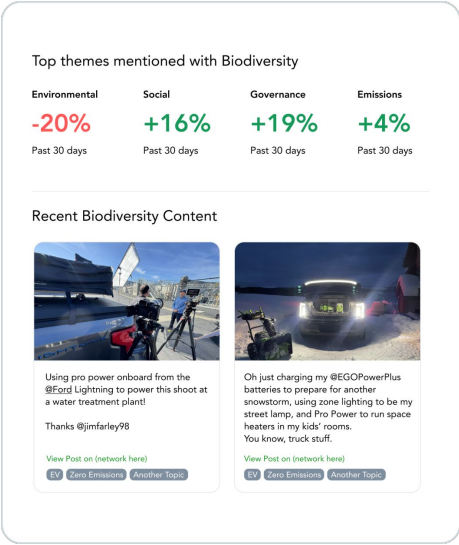 Top themes mentioned with Biodiversity
Environmental Social Governance Emissions
-20% +16% +19% +4%
Past 30 days Past 30 days Past 30 days Past 30 days
Recent Biodiversity Content
Using pro power onboard from the
@Ford Lightning to power this shoot at
a water treatment plant!
Thanks @jimfarley98
View Post on (network here)
EV Zero Emissions Another Topic
Oh just charging my @EGOPowerPlus
batteries to prepare for another
snowstorm, using zone lighting to be my
street lamp, and Pro Power to run space
heaters in my kids’ rooms.
You know, truck stuff.
View Post on (network here)
EV Zero Emissions Another Topic